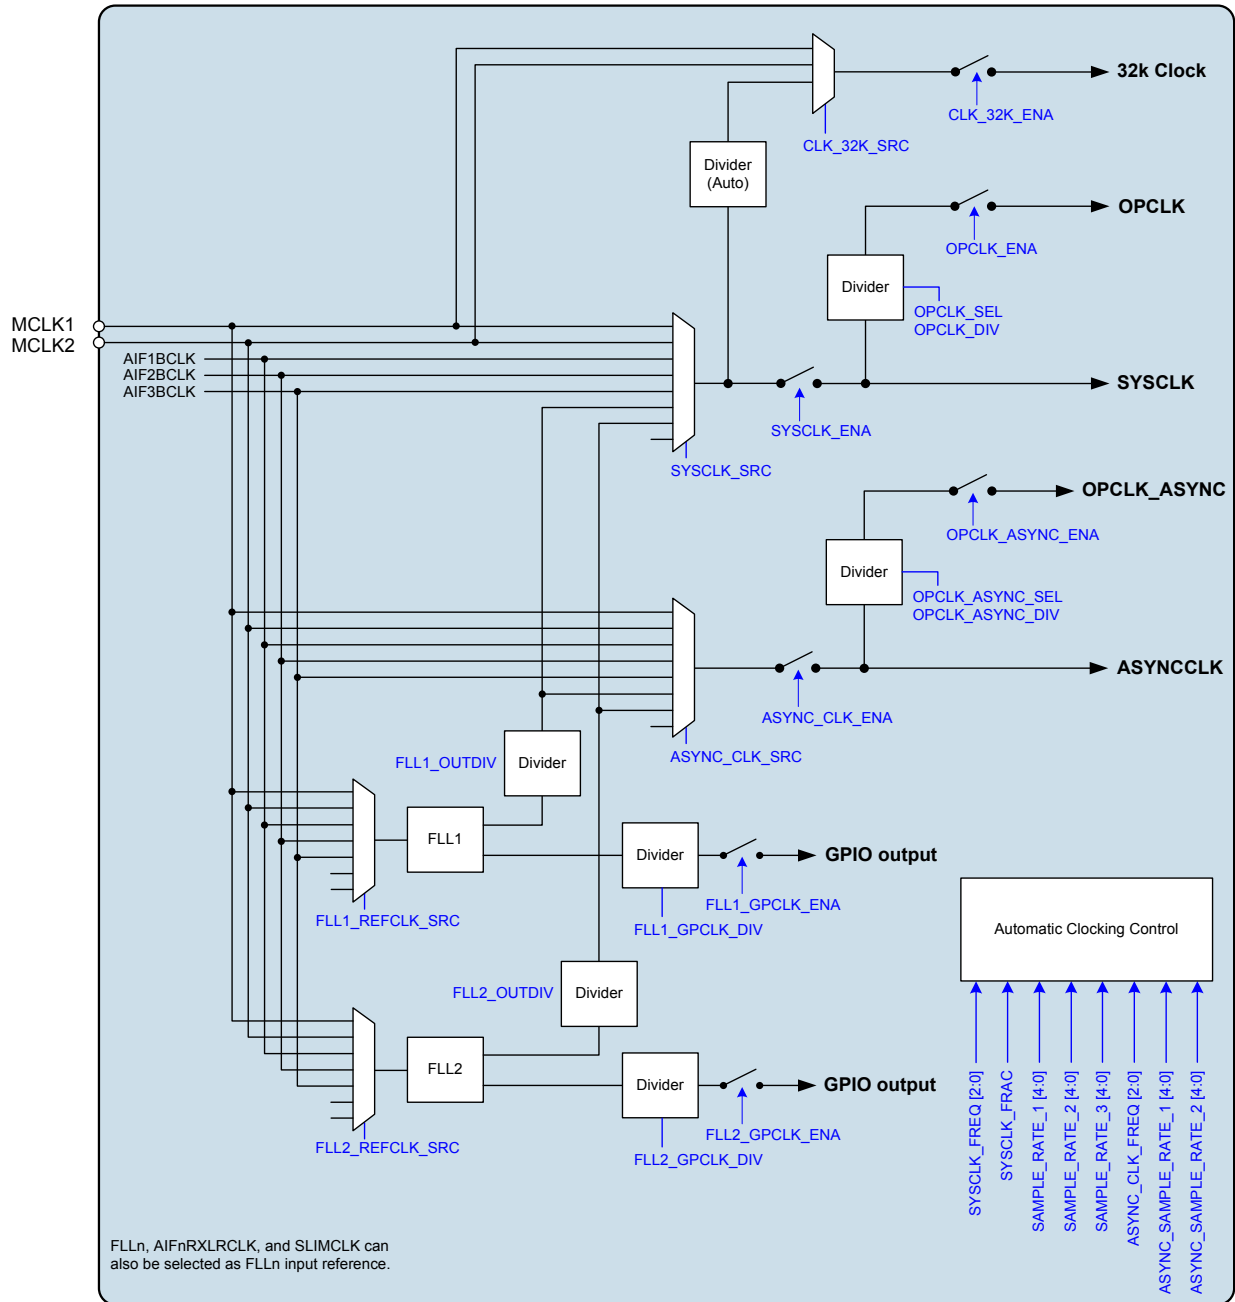 32k Clock
CLK_32K_ENA
CLK_32K_SRC
Divider
(Auto)
OPCLK
OPCLK_ENA
Divider
OPCLK_SEL
OPCLK_DIV
MCLK1
MCLK2
AIF1BCLK
AIF2BCLK
AIF3BCLK
SYSCLK
SYSCLK_ENA
SYSCLK_SRC
OPCLK_ASYNC
OPCLK_ASYNC_ENA
Divider
OPCLK_ASYNC_SEL
OPCLK_ASYNC_DIV
ASYNCCLK
ASYNC_CLK_ENA
ASYNC_CLK_SRC
FLL1_OUTDIV
Divider
FLL1
Divider
GPIO output
FLL1_GPCLK_ENA
FLL1_REFCLK_SRC
FLL1_GPCLK_DIV
Automatic Clocking Control
FLL2_OUTDIV
Divider
FLL2
Divider
GPIO output
FLL2_GPCLK_ENA
FLL2_REFCLK_SRC
FLL2_GPCLK_DIV
SYSCLK_FREQ [2:0]
SYSCLK_FRAC
SAMPLE_RATE_1 [4:0]
SAMPLE_RATE_2 [4:0]
SAMPLE_RATE_3 [4:0]
ASYNC_CLK_FREQ [2:0]
ASYNC_SAMPLE_RATE_1 [4:0]
ASYNC_SAMPLE_RATE_2 [4:0]
FLLn, AIFnRXLRCLK, and SLIMCLK can
also be selected as FLLn input reference.